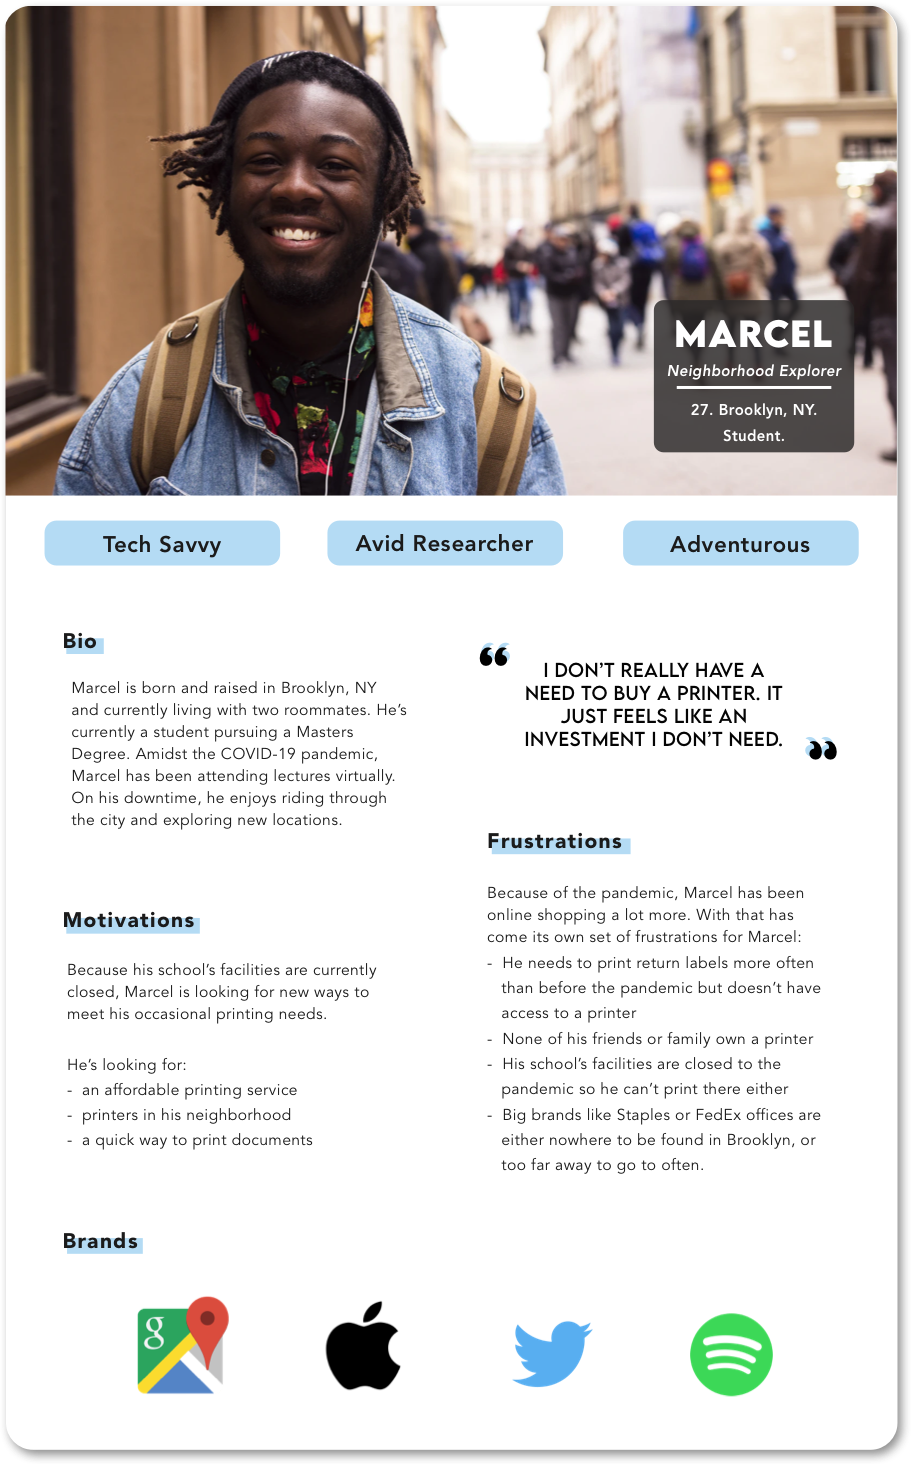 MARCEL
Neighborhood Explorer
27. Brooklyn, NY.
Student.
Tech Savvy
Avid Researcher
Adventurous
Bio
Marcel is born and raised in Brooklyn, NY
and currently living with two roommates. He’s
currently a student pursuing a Masters
Degree. Amidst the COVID-19 pandemic,
Marcel has been attending lectures virtually.
On his downtime, he enjoys riding through
the city and exploring new locations.
“ I DON’T REALLY HAVE A
NEED TO BUY A PRINTER. IT
JUST FEELS LIKE AN
INVESTMENT I DON’T NEED. ”
Motivations
Because his school’s facilities are currently
closed, Marcel is looking for new ways to
meet his occasional printing needs.
He’s looking for:
- an affordable printing service
- printers in his neighborhood
- a quick way to print documents
Frustrations
Because of the pandemic, Marcel has been
online shopping a lot more. With that has
come its own set of frustrations for Marcel:
- He needs to print return labels more often
than before the pandemic but doesn’t have
access to a printer
- None of his friends or family own a printer
- His school’s facilities are closed to the
pandemic so he can’t print there either
- Big brands like Staples or FedEx offices are
either nowhere to be found in Brooklyn, or
too far away to go to often.
Brands
g